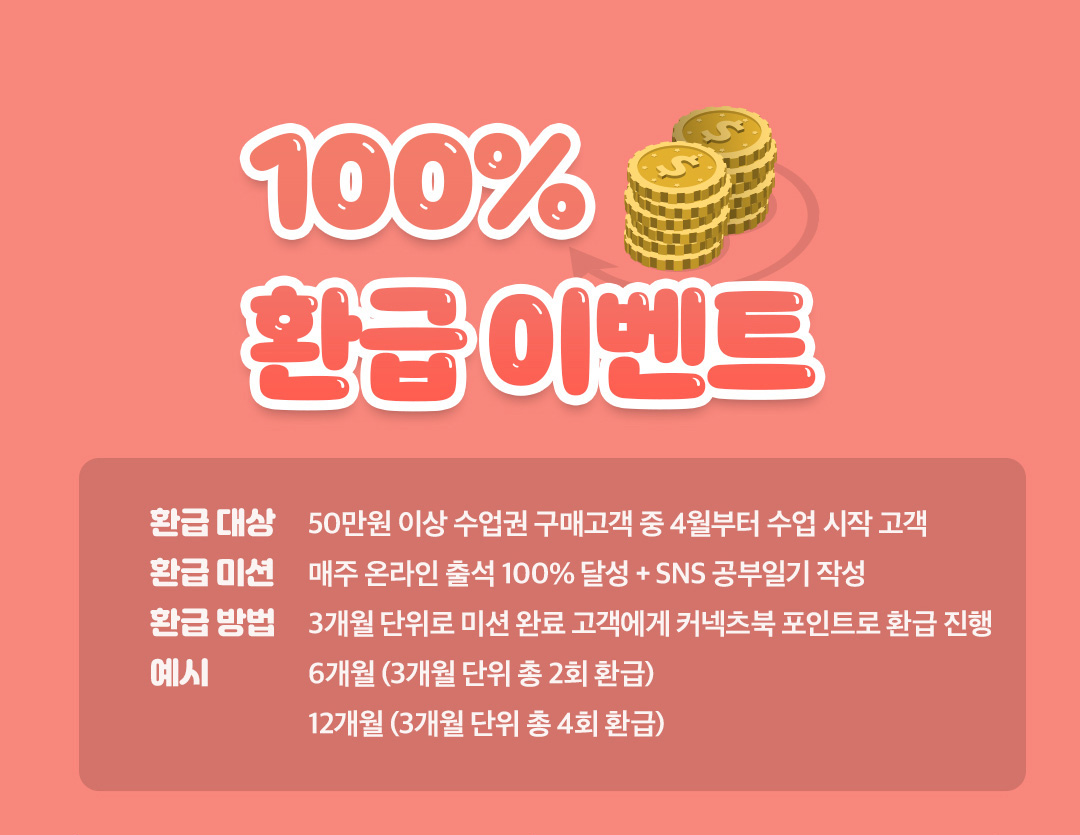 100%
환급 이벤트
환급 대상 50만원 이상 수업권 구매고객 중 4월부터 수업 시작 고객
환급 미션 매주 온라인 출석 100% 달성 + SNS 공부일기 작성
환급 방법 3개월 단위로 미션 완료 고객에게 커넥츠북 포인트로 환급 진행
예시 6개월 (3개월 단위 총 2회 환급)
12개월 (3개월 단위 총 4회 환급)